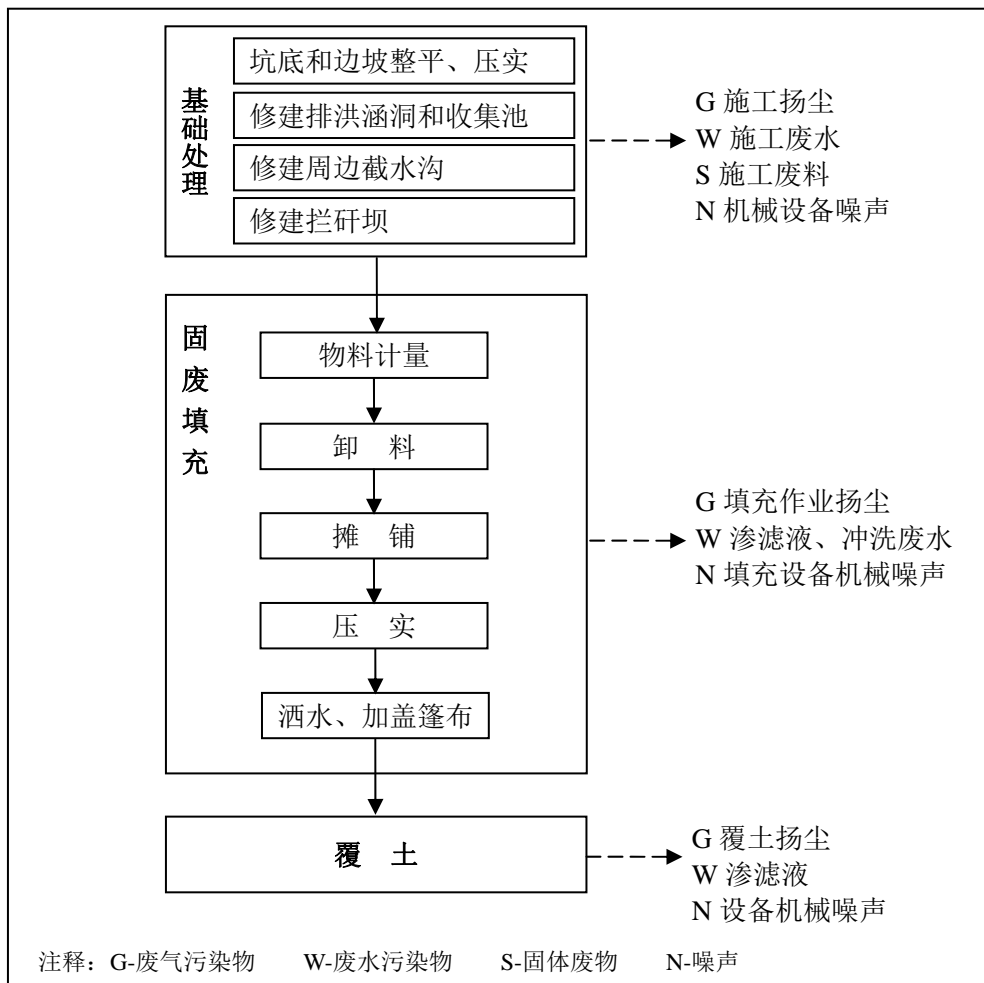 基础处理
坑底和边坡整平、压实
修建排洪涵洞和收集池
修建周边截水沟
修建拦矸坝
G 施工扬尘
W 施工废水
S 施工废料
N 机械设备噪声
固废填充
物料计量
卸 料
摊 铺
压 实
洒水、加盖篷布
G 填充作业扬尘
W 渗滤液、冲洗废水
N 填充设备机械噪声
覆 土
G 覆土扬尘
W 渗滤液
N 设备机械噪声
注释：G-废气污染物 W-废水污染物 S-固体废物 N-噪声